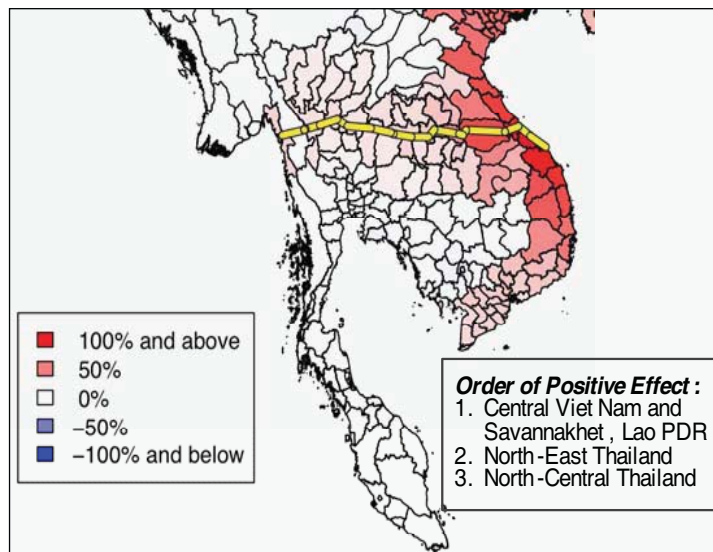 100% and above
50%
0%
−50%
−100% and below
Order of Positive Effect :
1. Central Viet Nam and
Savannakhet , Lao PDR
2. North-East Thailand
3. North-Central Thailand